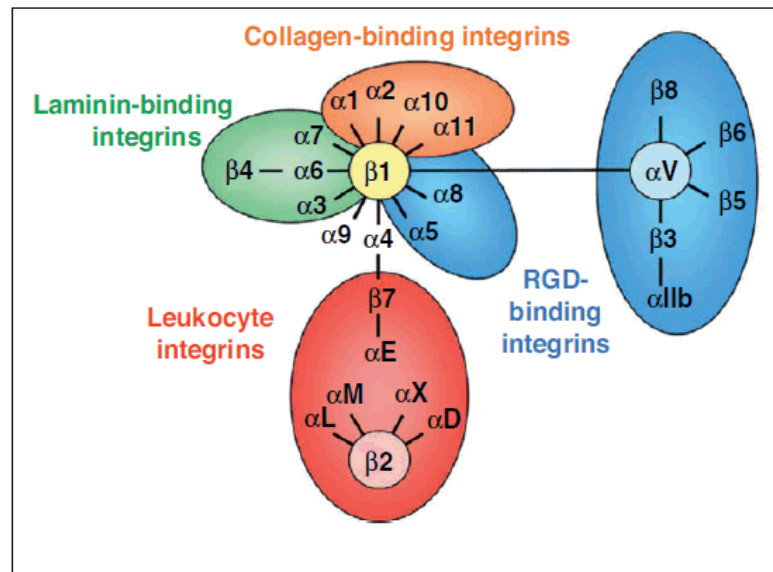 Collagen-binding integrins
Laminin-binding
integrins
α1
α2
α10
α11
α7
β4
α6
β1
α3
α8
α9
α4
α5
β8
β6
αV
β5
β3
αIIb
RGD-
binding
integrins
Leukocyte
integrins
β7
αE
αM
αX
αL
αD
β2